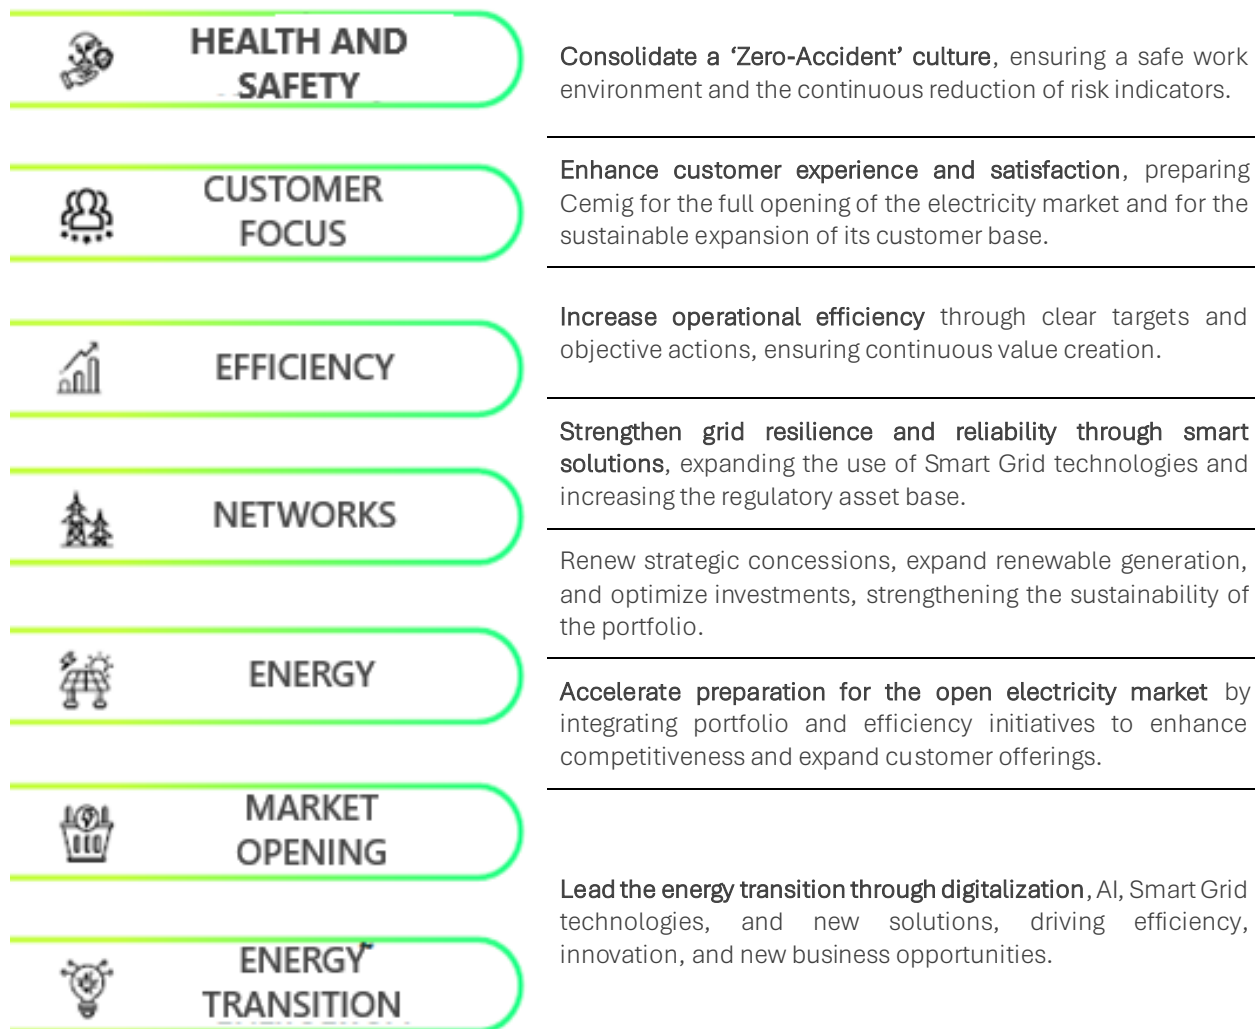 HEALTH AND
SAFETY
Consolidate a ‘Zero-Accident’ culture, ensuring a safe work
environment and the continuous reduction of risk indicators.
CUSTOMER
FOCUS
Enhance customer experience and satisfaction, preparing
Cemig for the full opening of the electricity market and for the
sustainable expansion of its customer base.
EFFICIENCY
Increase operational efficiency through clear targets and
objective actions, ensuring continuous value creation.
NETWORKS
Strengthen grid resilience and reliability through smart
solutions, expanding the use of Smart Grid technologies and
increasing the regulatory asset base.
ENERGY
Renew strategic concessions, expand renewable generation,
and optimize investments, strengthening the sustainability of
the portfolio.
MARKET
OPENING
Accelerate preparation for the open electricity market by
integrating portfolio and efficiency initiatives to enhance
competitiveness and expand customer offerings.
ENERGY
TRANSITION
Lead the energy transition through digitalization, AI, Smart Grid
technologies, and new solutions, driving efficiency,
innovation, and new business opportunities.